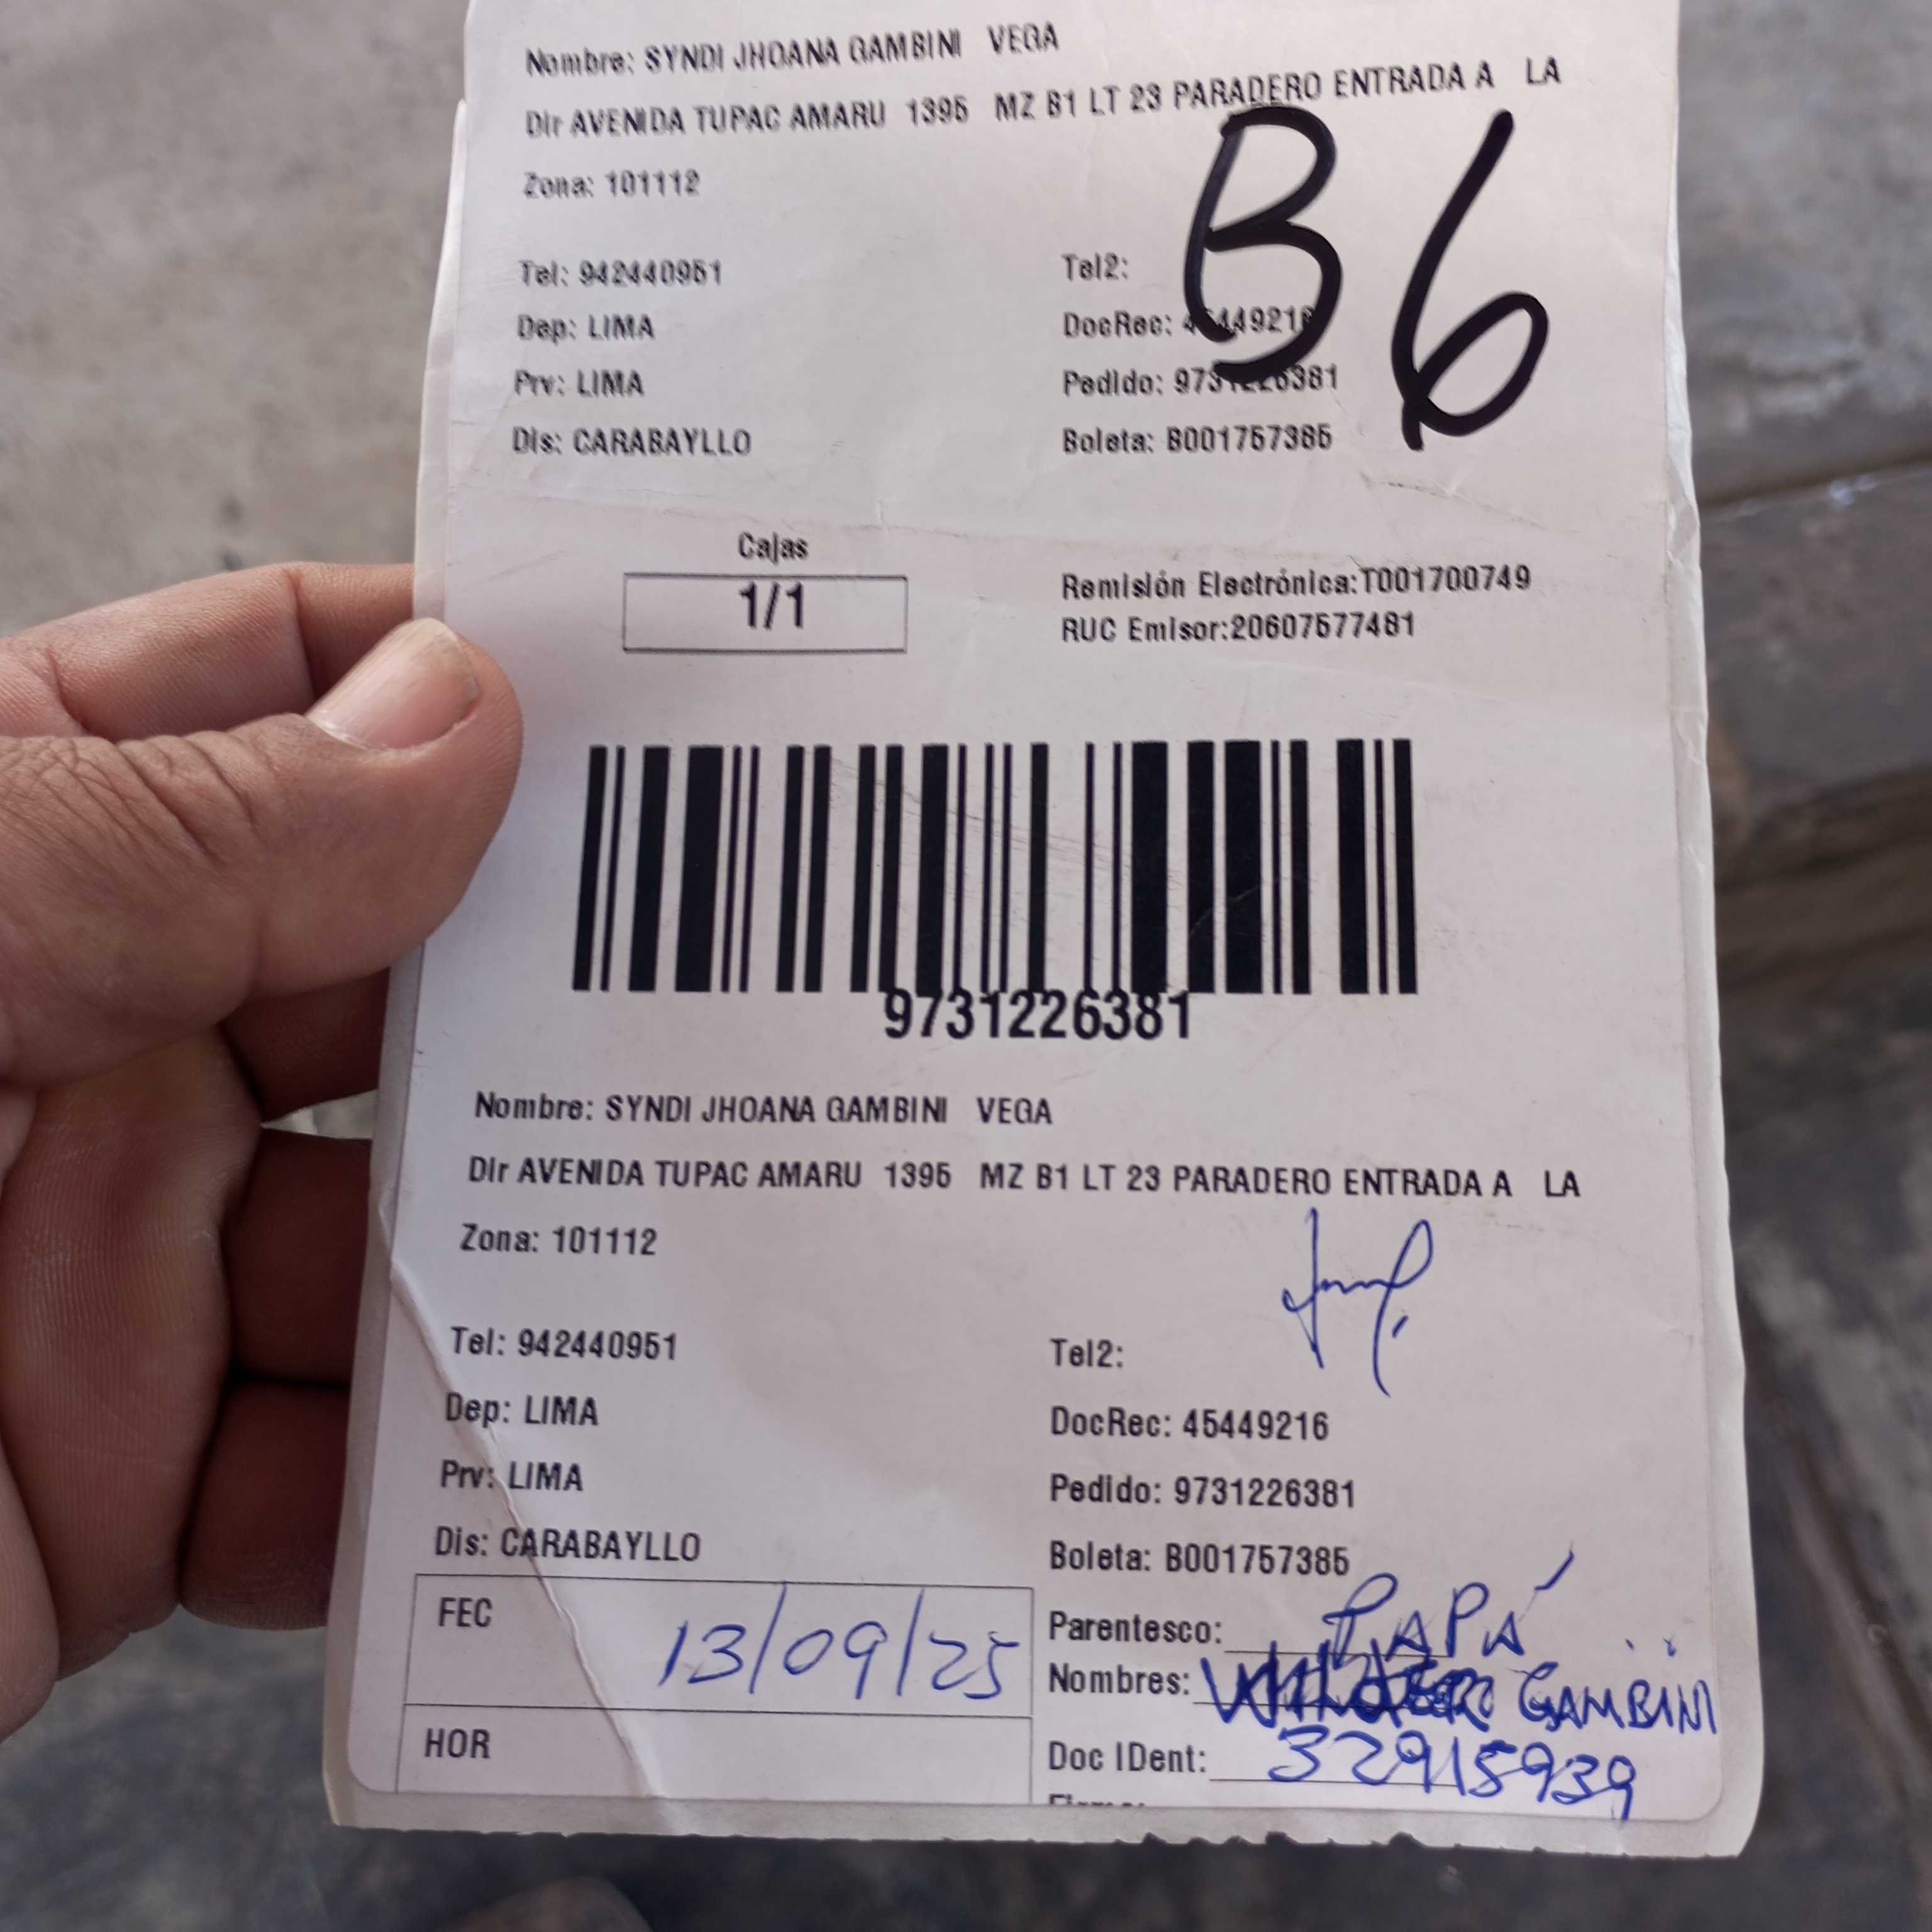 Nombre: SYNDI JHOANA GAMBINI VEGA
Dir AVENIDA TUPAC AMARU 1395 MZ B1 LT 23 PARADERO ENTRADA A LA
B6
Zona: 101112
Tel: 942440951 Tel2:
Dep: LIMA DocRec: 45449216
Prv: LIMA Pedido: 9731226381
Dis: CARABAYLLO Boleta: B001757385
Cajas
1/1
Remisión Electrónica:T001700749
RUC Emisor:20607577481
9731226381
Nombre: SYNDI JHOANA GAMBINI VEGA
Dir AVENIDA TUPAC AMARU 1395 MZ B1 LT 23 PARADERO ENTRADA A LA
Zona: 101112
Tel: 942440951 Tel2:
Dep: LIMA DocRec: 45449216
Prv: LIMA Pedido: 9731226381
Dis: CARABAYLLO Boleta: B001757385
FEC 13/09/25 Parentesco: PAPÁ
Nombres: GAMBINI
HOR Doc IDent: 32915939